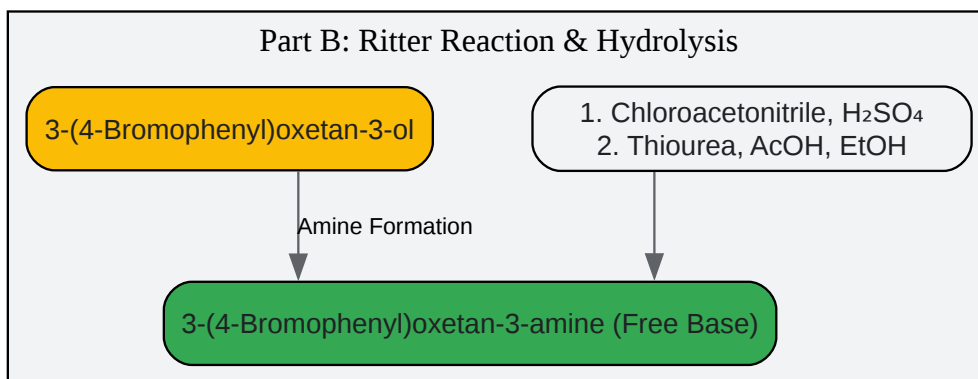 Part B: Ritter Reaction & Hydrolysis
3-(4-Bromophenyl)oxetan-3-ol
1. Chloroacetonitrile, H₂SO₄
2. Thiourea, AcOH, EtOH
Amine Formation
3-(4-Bromophenyl)oxetan-3-amine (Free Base)